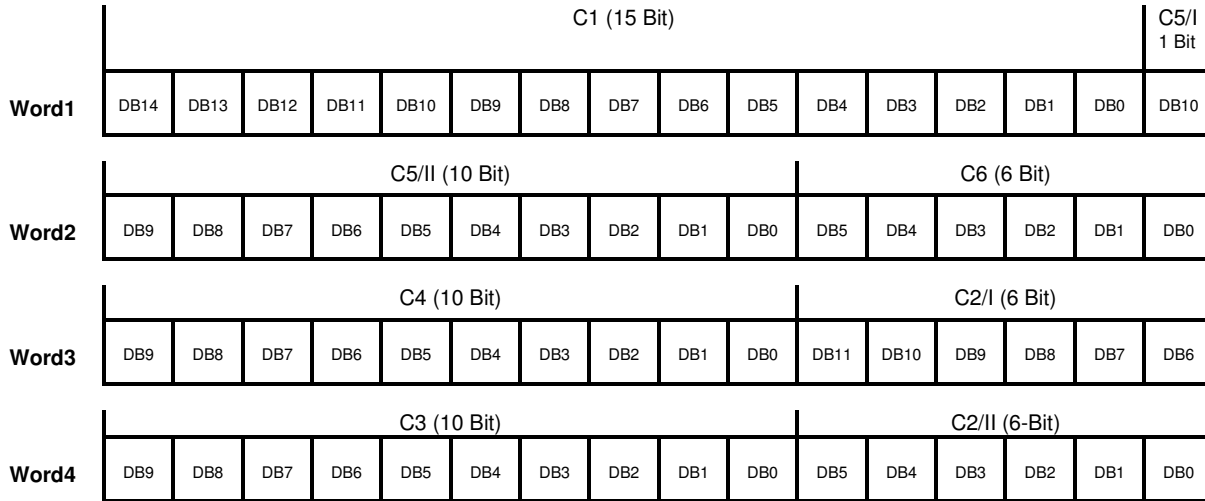 C1 (15 Bit) C5/I
1 Bit
Word1 DB14 DB13 DB12 DB11 DB10 DB9 DB8 DB7 DB6 DB5 DB4 DB3 DB2 DB1 DB0 DB10
C5/II (10 Bit) C6 (6 Bit)
Word2 DB9 DB8 DB7 DB6 DB5 DB4 DB3 DB2 DB1 DB0 DB5 DB4 DB3 DB2 DB1 DB0
C4 (10 Bit) C2/I (6 Bit)
Word3 DB9 DB8 DB7 DB6 DB5 DB4 DB3 DB2 DB1 DB0 DB11 DB10 DB9 DB8 DB7 DB6
C3 (10 Bit) C2/II (6-Bit)
Word4 DB9 DB8 DB7 DB6 DB5 DB4 DB3 DB2 DB1 DB0 DB5 DB4 DB3 DB2 DB1 DB0